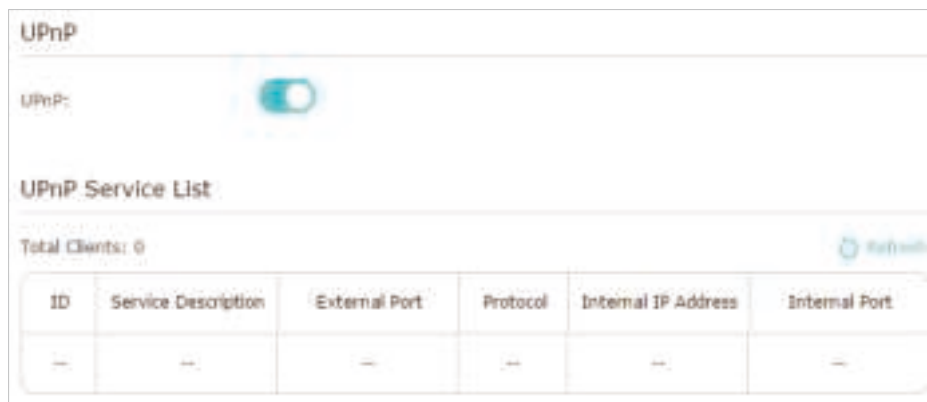 UPnP
UPnP:
UPnP Service List
Total Clients: 0
Refresh
ID Service Description External Port Protocol Internal IP Address Internal Port
-- -- -- -- -- --